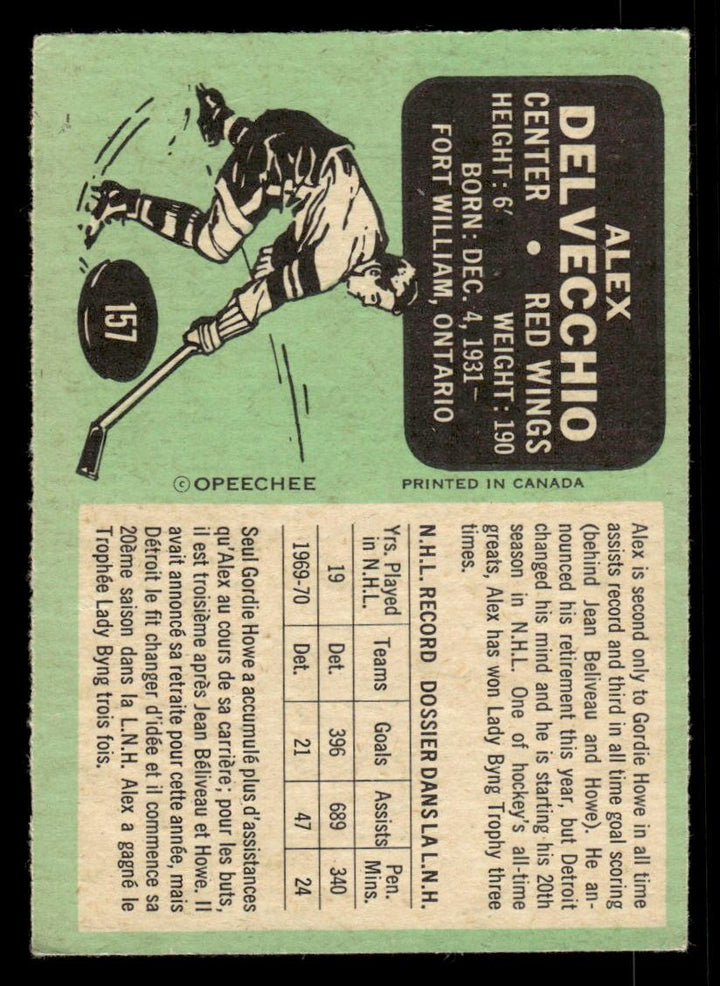 ALEX
DELVECCHIO
CENTER • RED WINGS
HEIGHT: 6' WEIGHT: 190
BORN: DEC. 4, 1931–
FORT WILLIAM, ONTARIO
157
© OPEECHEE
PRINTED IN CANADA
Alex is second only to Gordie Howe in all time
assists record and third in all time goal scoring
(behind Jean Beliveau and Howe). He an-
nounced his retirement this year, but Detroit
changed his mind and he is starting his 20th
season in N.H.L. One of hockey's all-time
greats, Alex has won Lady Byng Trophy three
times.
N.H.L. RECORD DOSSIER DANS LA L.N.H.
Yrs. Played Pen.
in N.H.L. Teams Goals Assists Mins.
19 Det. 396 689 340
1969-70 Det. 21 47 24
Seul Gordie Howe a accumulé plus d'assistances
qu'Alex au cours de sa carrière; pour les buts,
il est troisième après Jean Béliveau et Howe. Il
avait annoncé sa retraite pour cette année, mais
Détroit le fit changer d'idée et il commence sa
20ème saison dans la L.N.H. Alex a gagné le
Trophée Lady Byng trois fois.